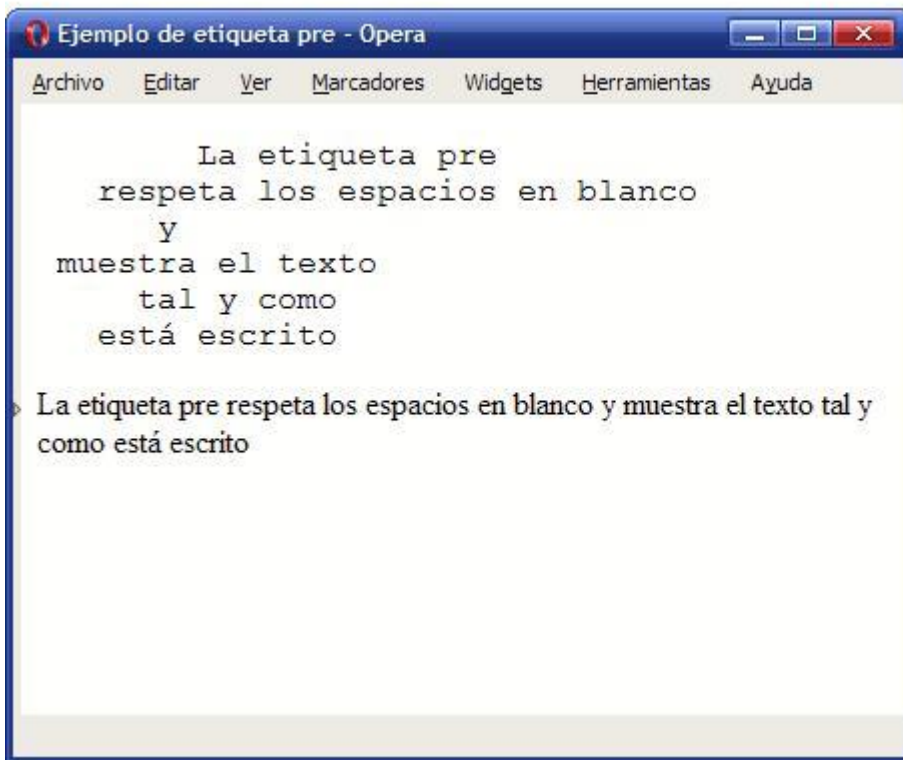 Ejemplo de etiqueta pre - Opera
Archivo Editar Ver Marcadores Widgets Herramientas Ayuda
La etiqueta pre
respeta los espacios en blanco
y
muestra el texto
tal y como
está escrito
La etiqueta pre respeta los espacios en blanco y muestra el texto tal y
como está escrito